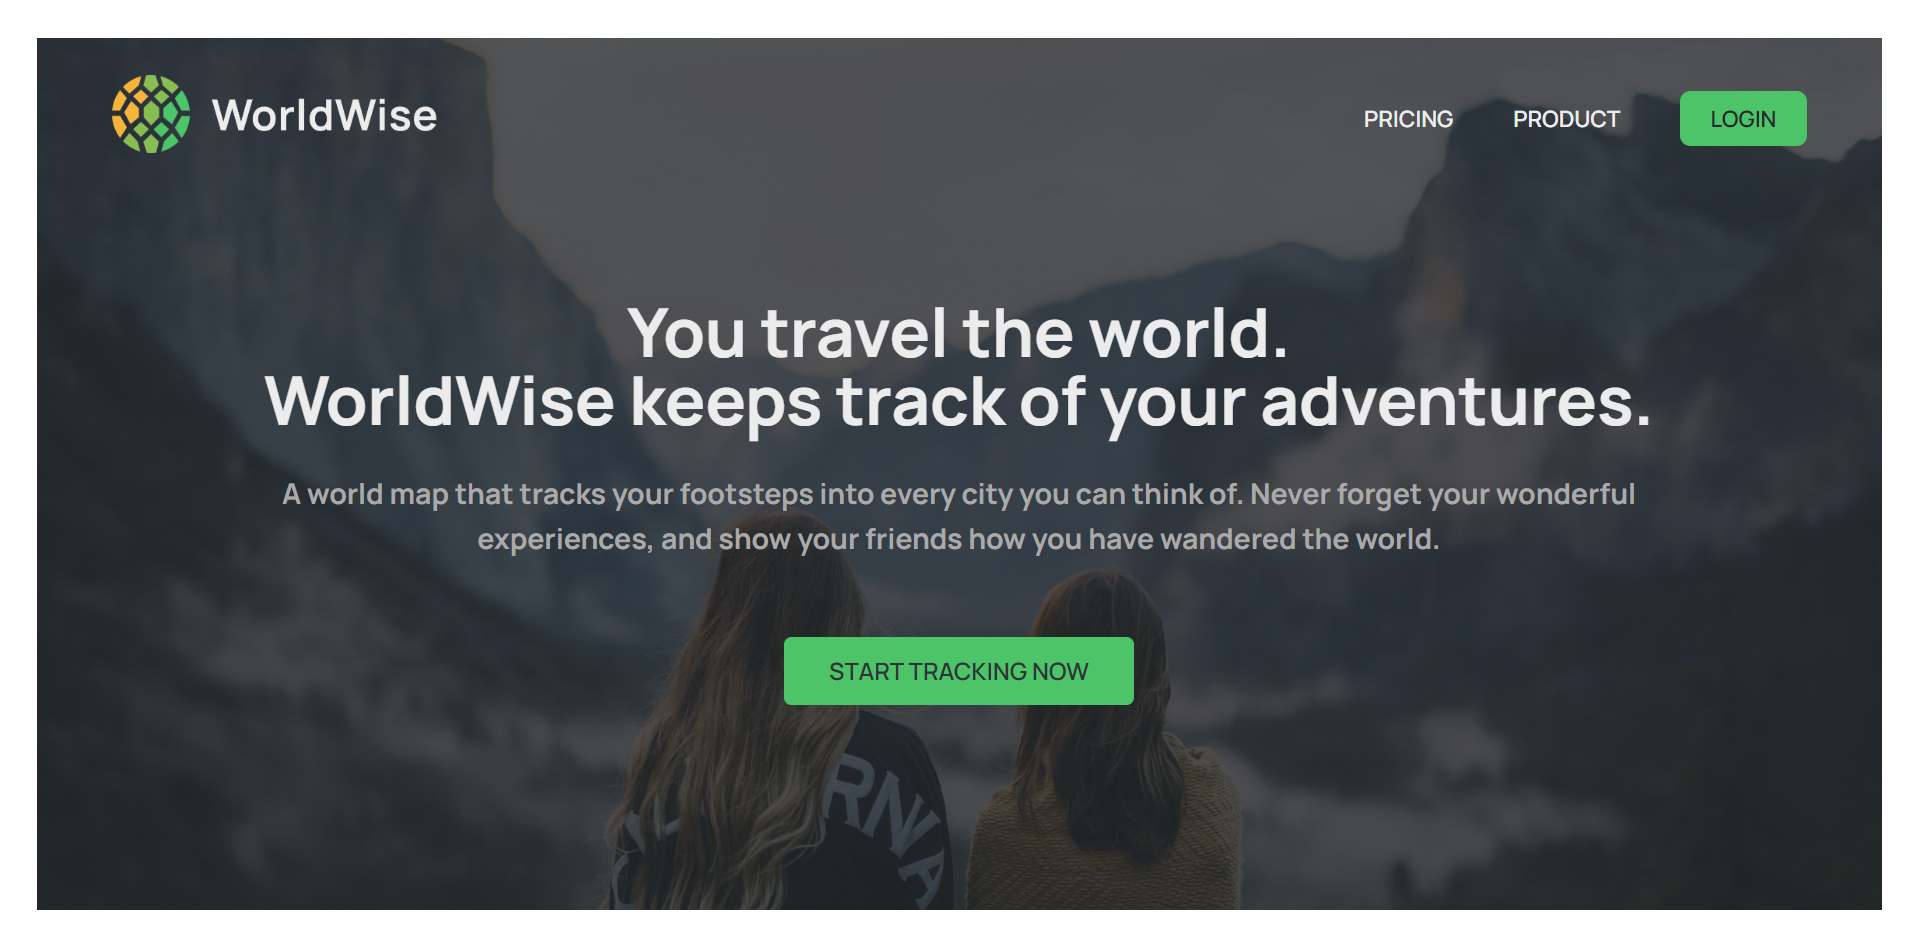 WorldWise
PRICING
PRODUCT
LOGIN
You travel the world.
WorldWise keeps track of your adventures.
A world map that tracks your footsteps into every city you can think of. Never forget your wonderful
experiences, and show your friends how you have wandered the world.
START TRACKING NOW
RNA